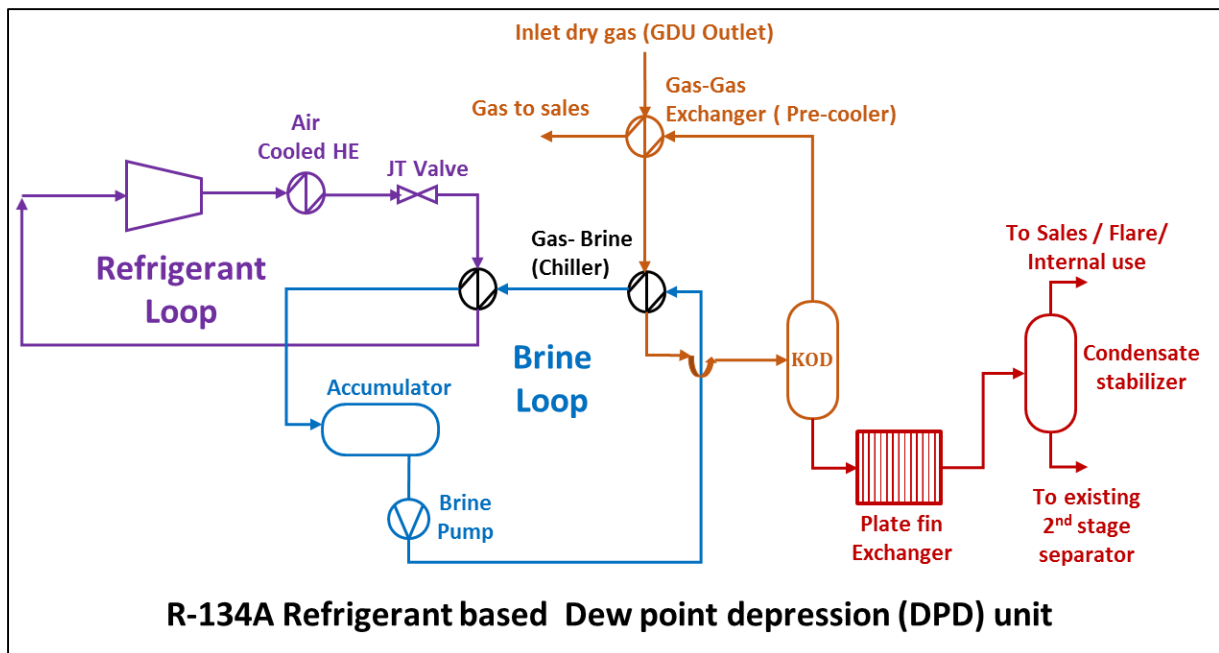 Inlet dry gas (GDU Outlet)
Gas-Gas
Exchanger ( Pre-cooler)
Gas to sales
Air
Cooled HE
JT Valve
Refrigerant
Loop
Gas- Brine
(Chiller)
Brine
Loop
Accumulator
Brine
Pump
KOD
Plate fin
Exchanger
To Sales / Flare/
Internal use
Condensate
stabilizer
To existing
2nd stage
separator
R-134A Refrigerant based Dew point depression (DPD) unit